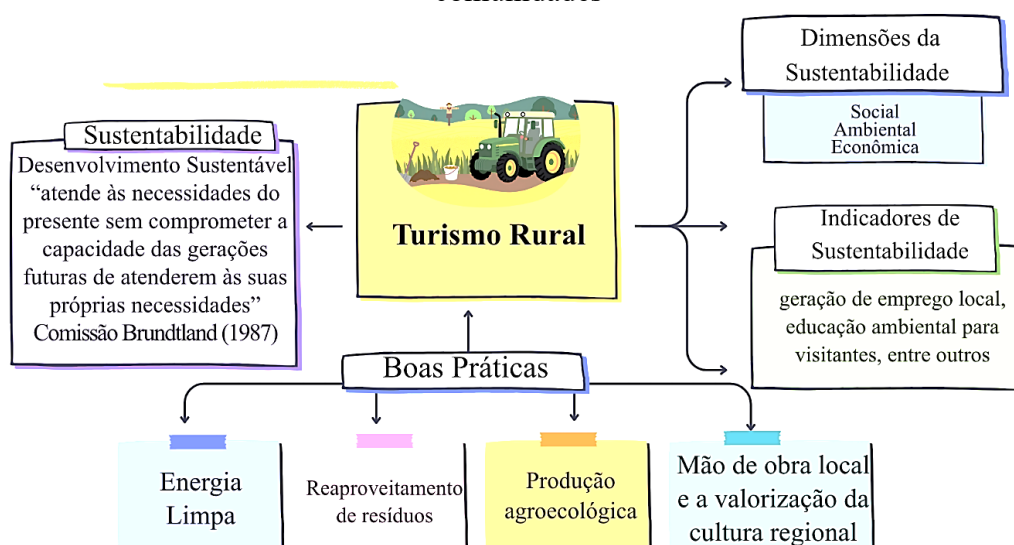 Sustentabilidade
Desenvolvimento Sustentável
“atende às necessidades do
presente sem comprometer a
capacidade das gerações
futuras de atenderem às suas
próprias necessidades”
Comissão Brundtland (1987)
Turismo Rural
Dimensões da
Sustentabilidade
Social
Ambiental
Econômica
Indicadores de
Sustentabilidade
geração de emprego local,
educação ambiental para
visitantes, entre outros
Boas Práticas
Energia
Limpa
Reaproveitamento
de resíduos
Produção
agroecológica
Mão de obra local
e a valorização da
cultura regional